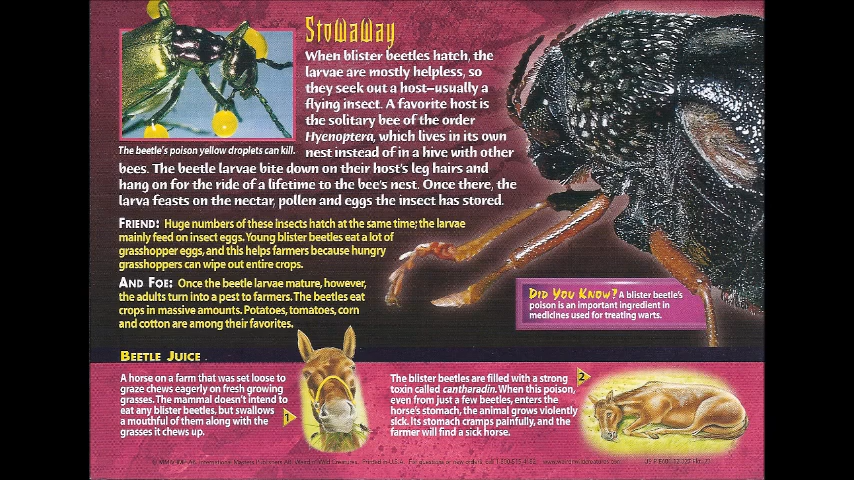 Stowaway
When blister beetles hatch, the
larvae are mostly helpless, so
they seek out a host–usually a
flying insect. A favorite host is
the solitary bee of the order
Hyenoptera, which lives in its own
nest instead of in a hive with other
bees. The beetle larvae bite down on their host's leg hairs and
hang on for the ride of a lifetime to the bee's nest. Once there, the
larva feasts on the nectar, pollen and eggs the insect has stored.
The beetle's poison yellow droplets can kill.
FRIEND: Huge numbers of these insects hatch at the same time; the larvae
mainly feed on insect eggs. Young blister beetles eat a lot of
grasshopper eggs, and this helps farmers because hungry
grasshoppers can wipe out entire crops.
AND FOE: Once the beetle larvae mature, however,
the adults turn into a pest to farmers. The beetles eat
crops in massive amounts. Potatoes, tomatoes, corn
and cotton are among their favorites.
DID YOU KNOW? A blister beetle's
poison is an important ingredient in
medicines used for treating warts.
BEETLE JUICE
A horse on a farm that was set loose to
graze chews eagerly on fresh growing
grasses. The mammal doesn't intend to
eat any blister beetles, but swallows
a mouthful of them along with the
grasses it chews up.
1
The blister beetles are filled with a strong
toxin called cantharadin. When this poison,
even from just a few beetles, enters the
horse's stomach, the animal grows violently
sick. Its stomach cramps painfully, and the
farmer will find a sick horse.
2